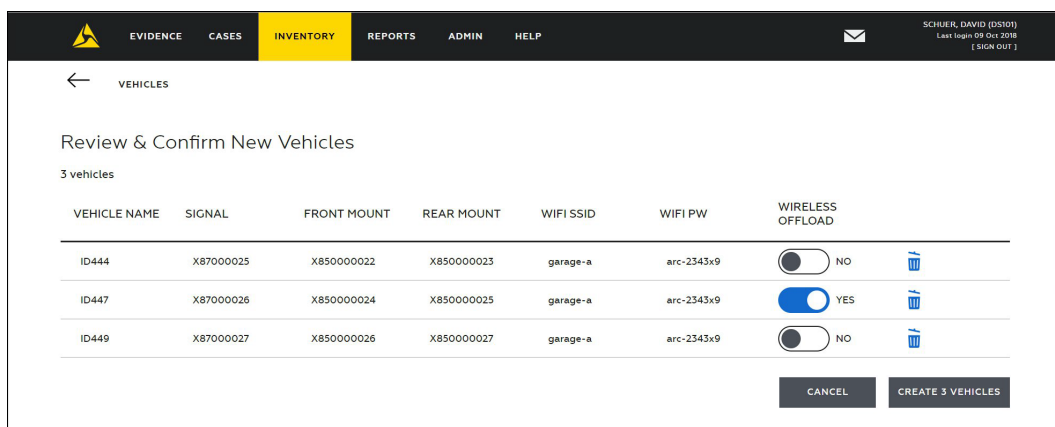 EVIDENCE CASES INVENTORY REPORTS ADMIN HELP
SCHUER, DAVID (DS101)
Last login 09 Oct 2018
[ SIGN OUT ]
VEHICLES
Review & Confirm New Vehicles
3 vehicles
VEHICLE NAME SIGNAL FRONT MOUNT REAR MOUNT WIFI SSID WIFI PW WIRELESS
OFFLOAD
ID444 X87000025 X850000022 X850000023 garage-a arc-2343x9 NO
ID447 X87000026 X850000024 X850000025 garage-a arc-2343x9 YES
ID449 X87000027 X850000026 X850000027 garage-a arc-2343x9 NO
CANCEL CREATE 3 VEHICLES